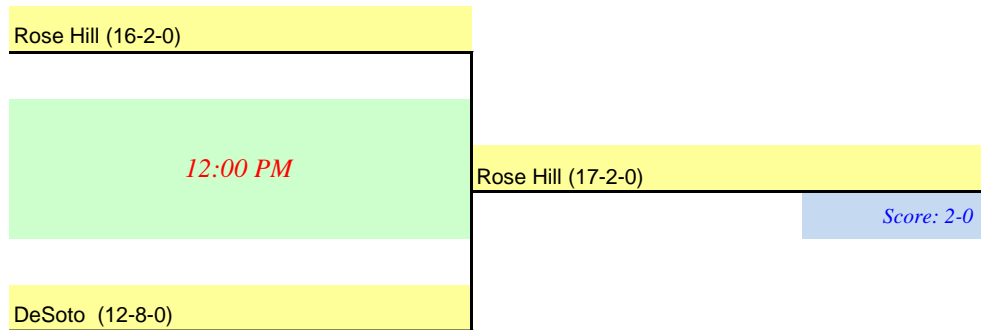 Rose Hill (16-2-0)
12:00 PM
Rose Hill (17-2-0)
Score: 2-0
DeSoto  (12-8-0)